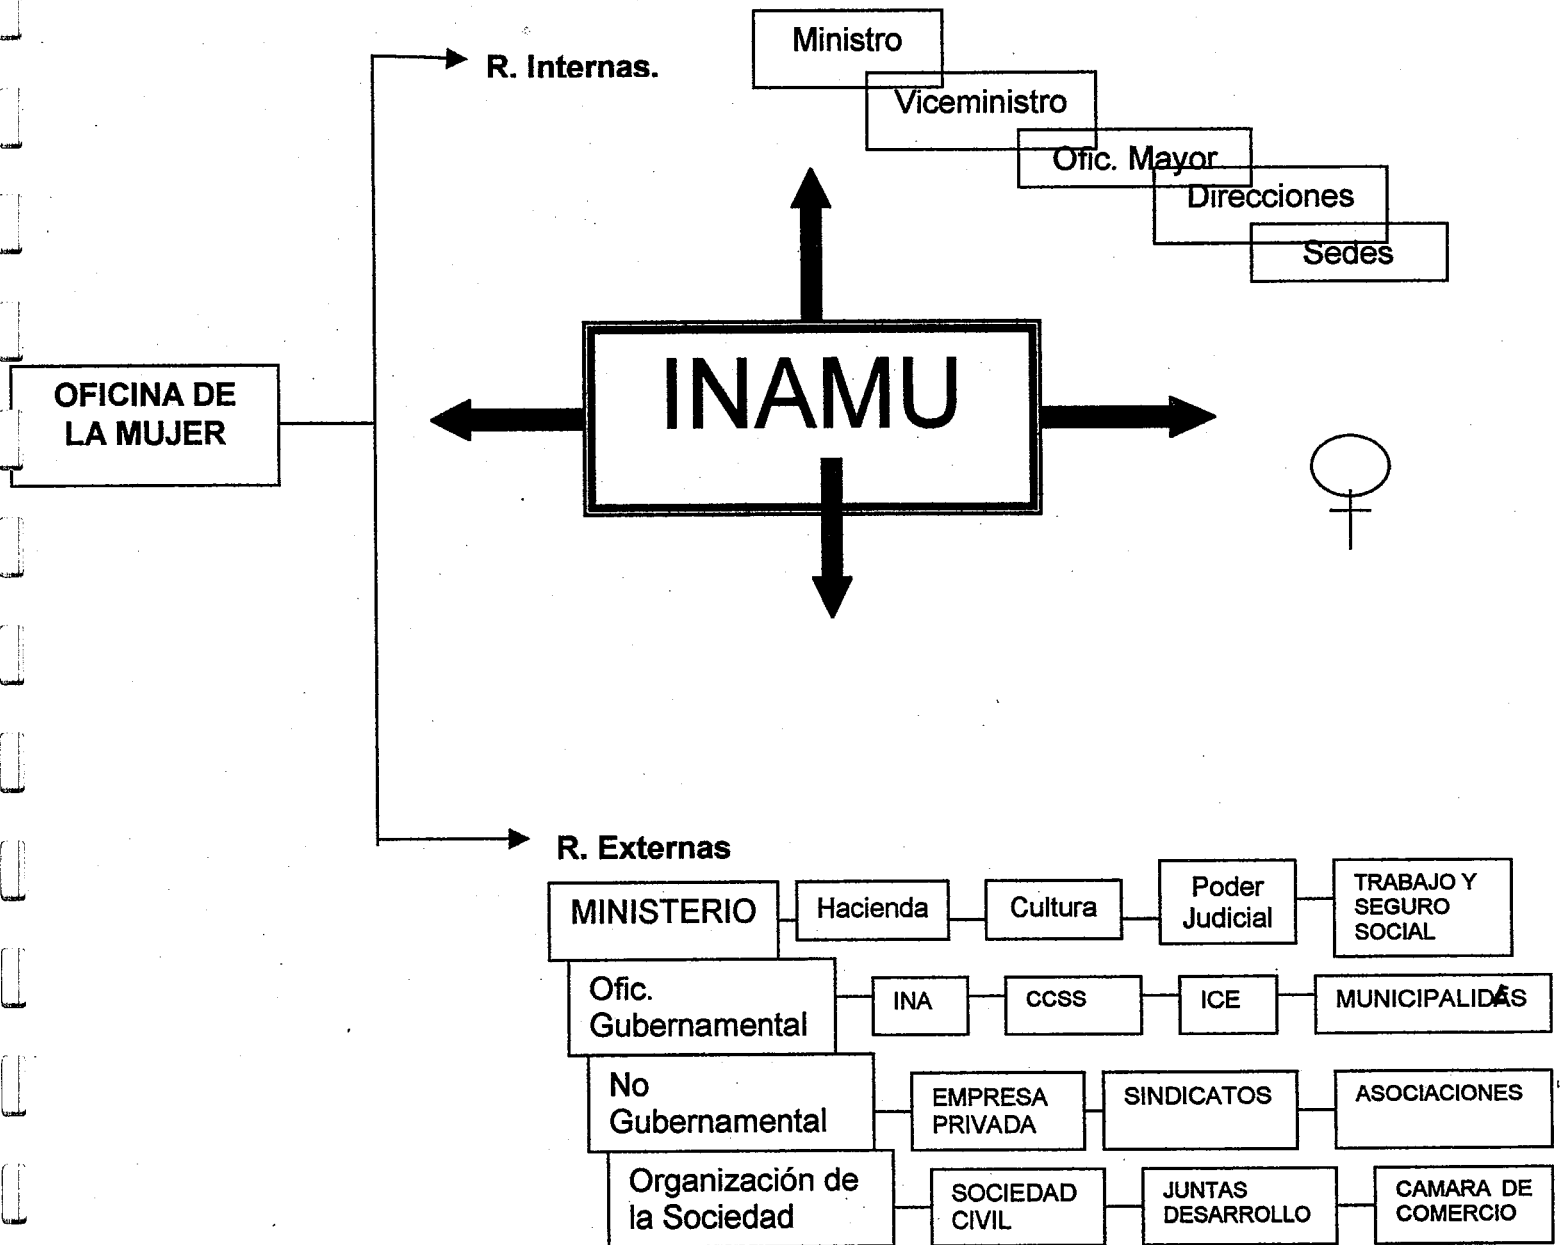 Ministro
R. Internas.
Viceministro
Ofic. Mayor
Direcciones
Sedes
INAMU
OFICINA DE
LA MUJER
R. Externas
MINISTERIO
Hacienda
Cultura
Poder
Judicial
TRABAJO Y
SEGURO
SOCIAL
Ofic.
Gubernamental
INA
CCSS
ICE
MUNICIPALIDAS
No
Gubernamental
EMPRESA
PRIVADA
SINDICATOS
ASOCIACIONES
Organización de
la Sociedad
SOCIEDAD
CIVIL
JUNTAS
DESARROLLO
CAMARA DE
COMERCIO